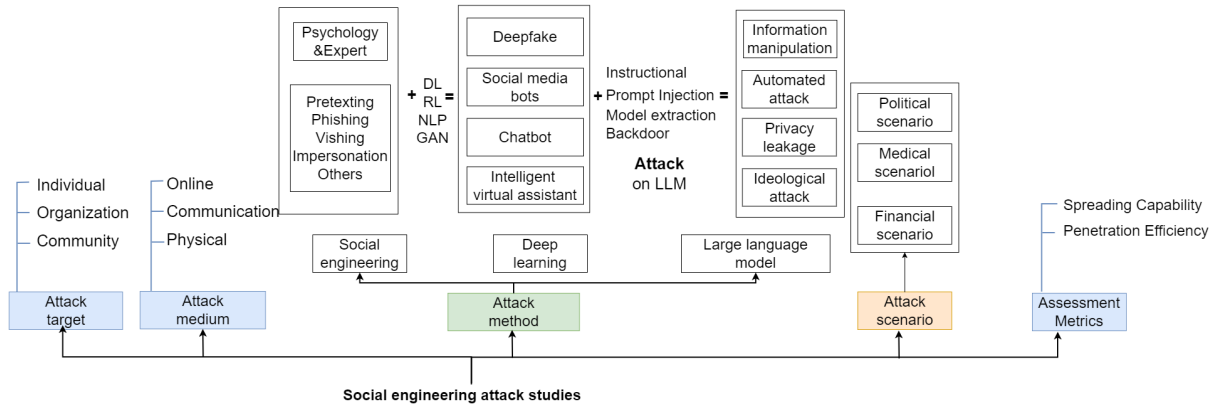 Psychology
&Expert
Pretexting
Phishing
Vishing
Impersonation
Others
+
DL
RL
NLP
GAN
=
Deepfake
Social media
bots
Chatbot
Intelligent
virtual assistant
+
Instructional
Prompt Injection
Model extraction
Backdoor
=
Attack
on LLM
Information
manipulation
Automated
attack
Privacy
leakage
Ideological
attack
Political
scenario
Medical
scenariol
Financial
scenario
Individual
Organization
Community
Online
Communication
Physical
Spreading Capability
Penetration Efficiency
Social
engineering
Deep
learning
Large language
model
Attack
target
Attack
medium
Attack
method
Attack
scenario
Assessment
Metrics
Social engineering attack studies